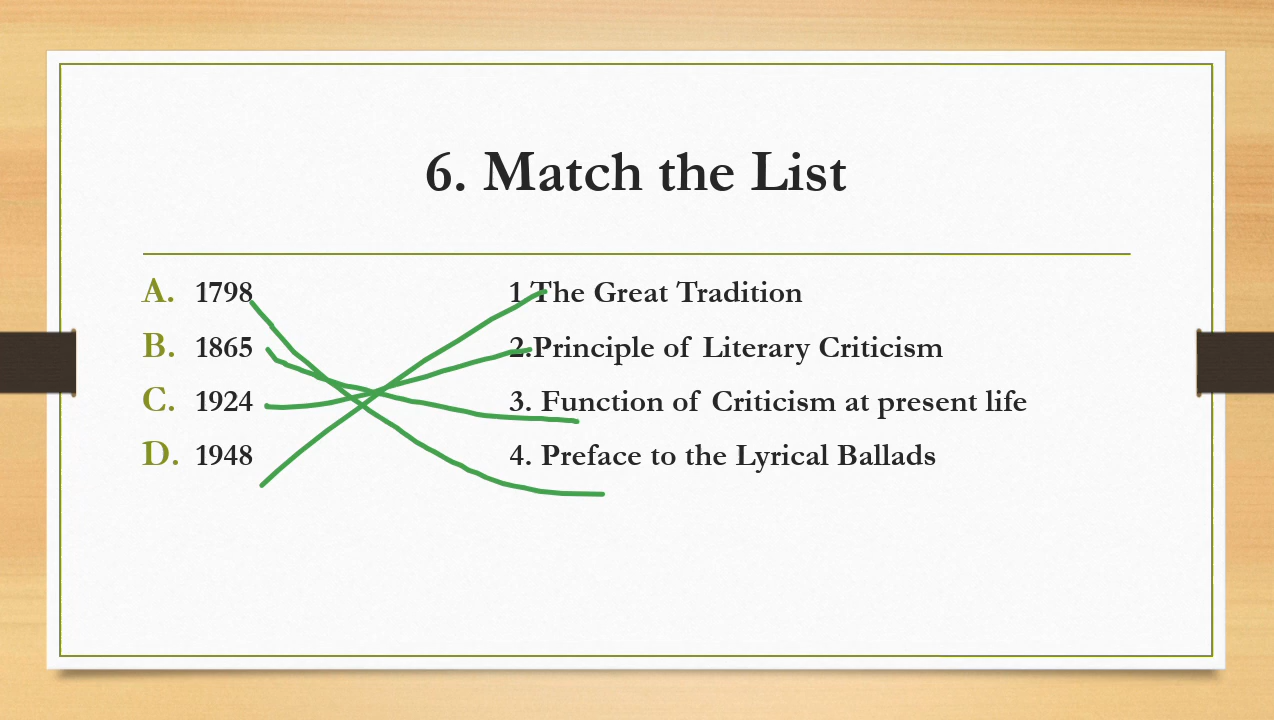 6. Match the List
A. 1798 1.The Great Tradition
B. 1865 2.Principle of Literary Criticism
C. 1924 3. Function of Criticism at present life
D. 1948 4. Preface to the Lyrical Ballads